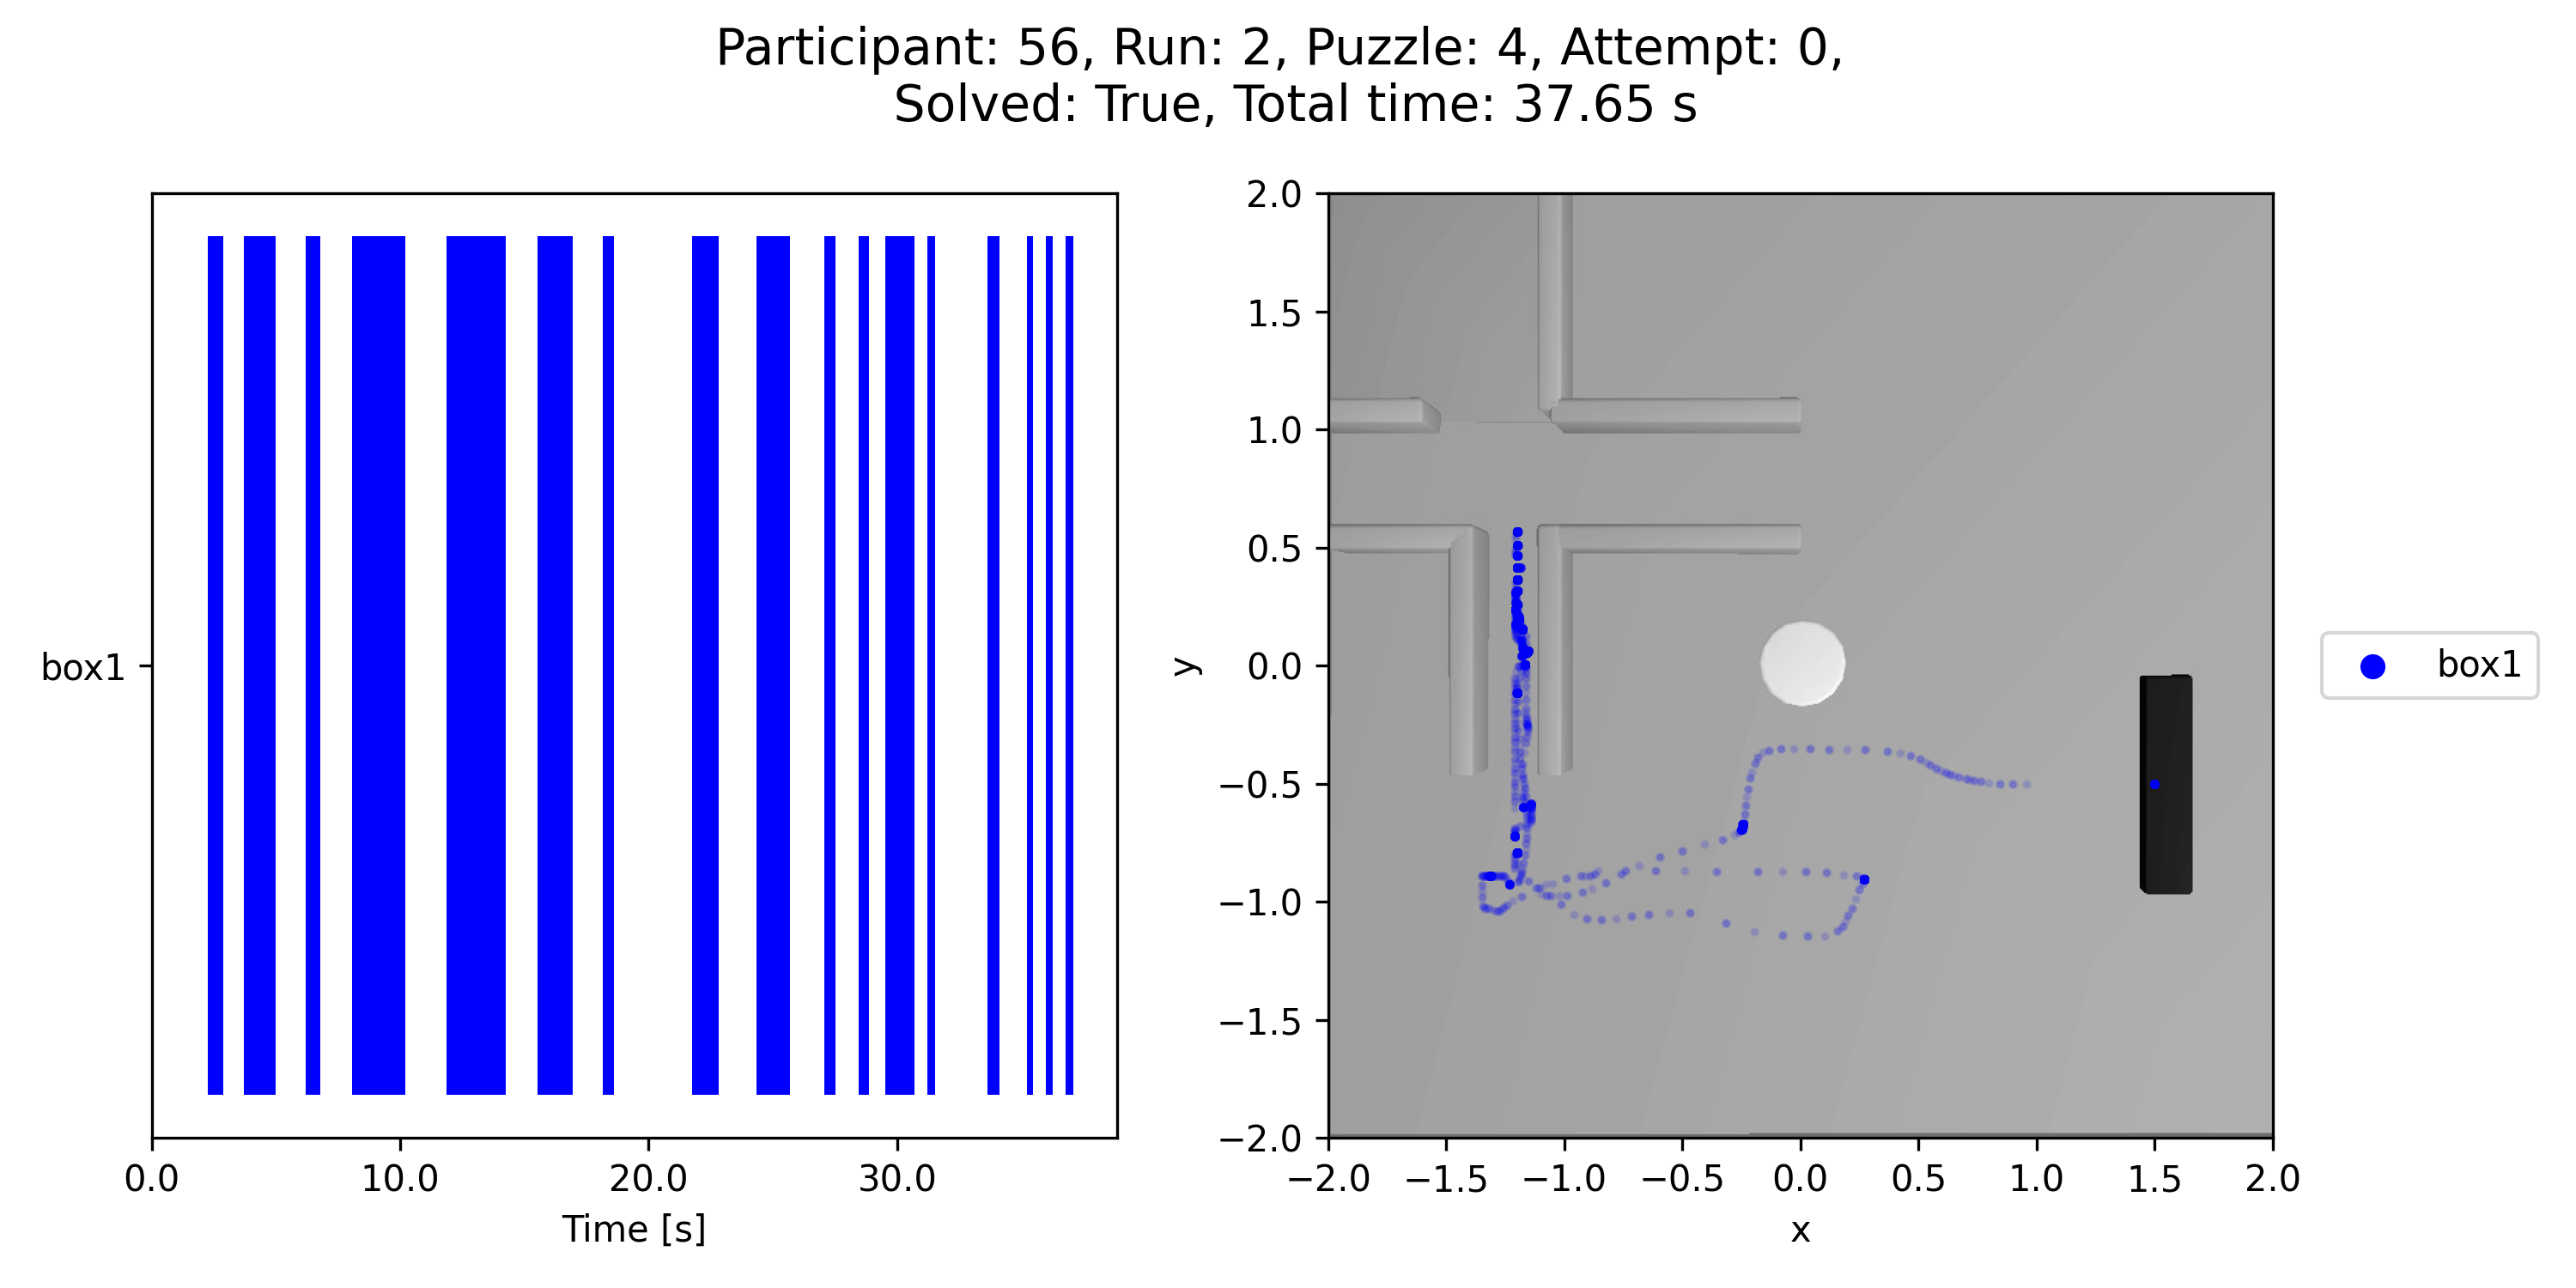 Participant: 56, Run: 2, Puzzle: 4, Attempt: 0,
Solved: True, Total time: 37.65 s
box1
0.0 10.0 20.0 30.0
Time [s]
2.0
1.5
1.0
0.5
0.0
−0.5
−1.0
−1.5
−2.0
y
−2.0 −1.5 −1.0 −0.5 0.0 0.5 1.0 1.5 2.0
x
box1